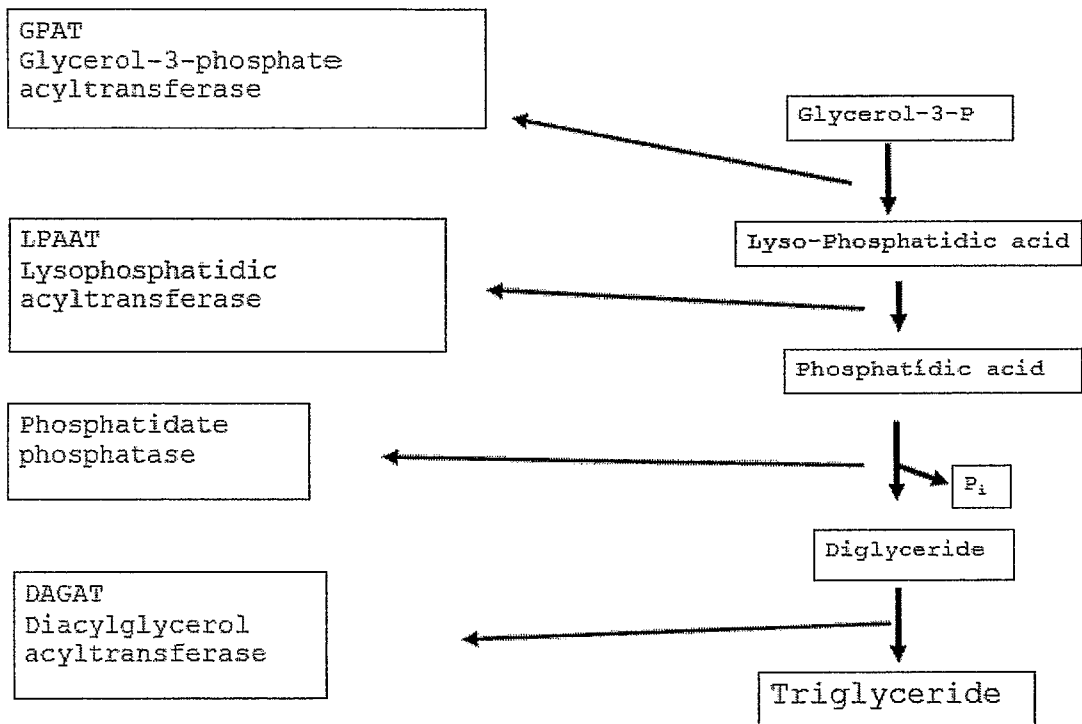 GPAT
Glycerol-3-phosphate
acyltransferase
Glycerol-3-P
LPAAT
Lysophosphatidic
acyltransferase
Lyso-Phosphatidic acid
Phosphatídic acid
Phosphatidate
phosphatase
Pi
Diglyceride
DAGAT
Diacylglycerol
acyltransferase
Triglyceride